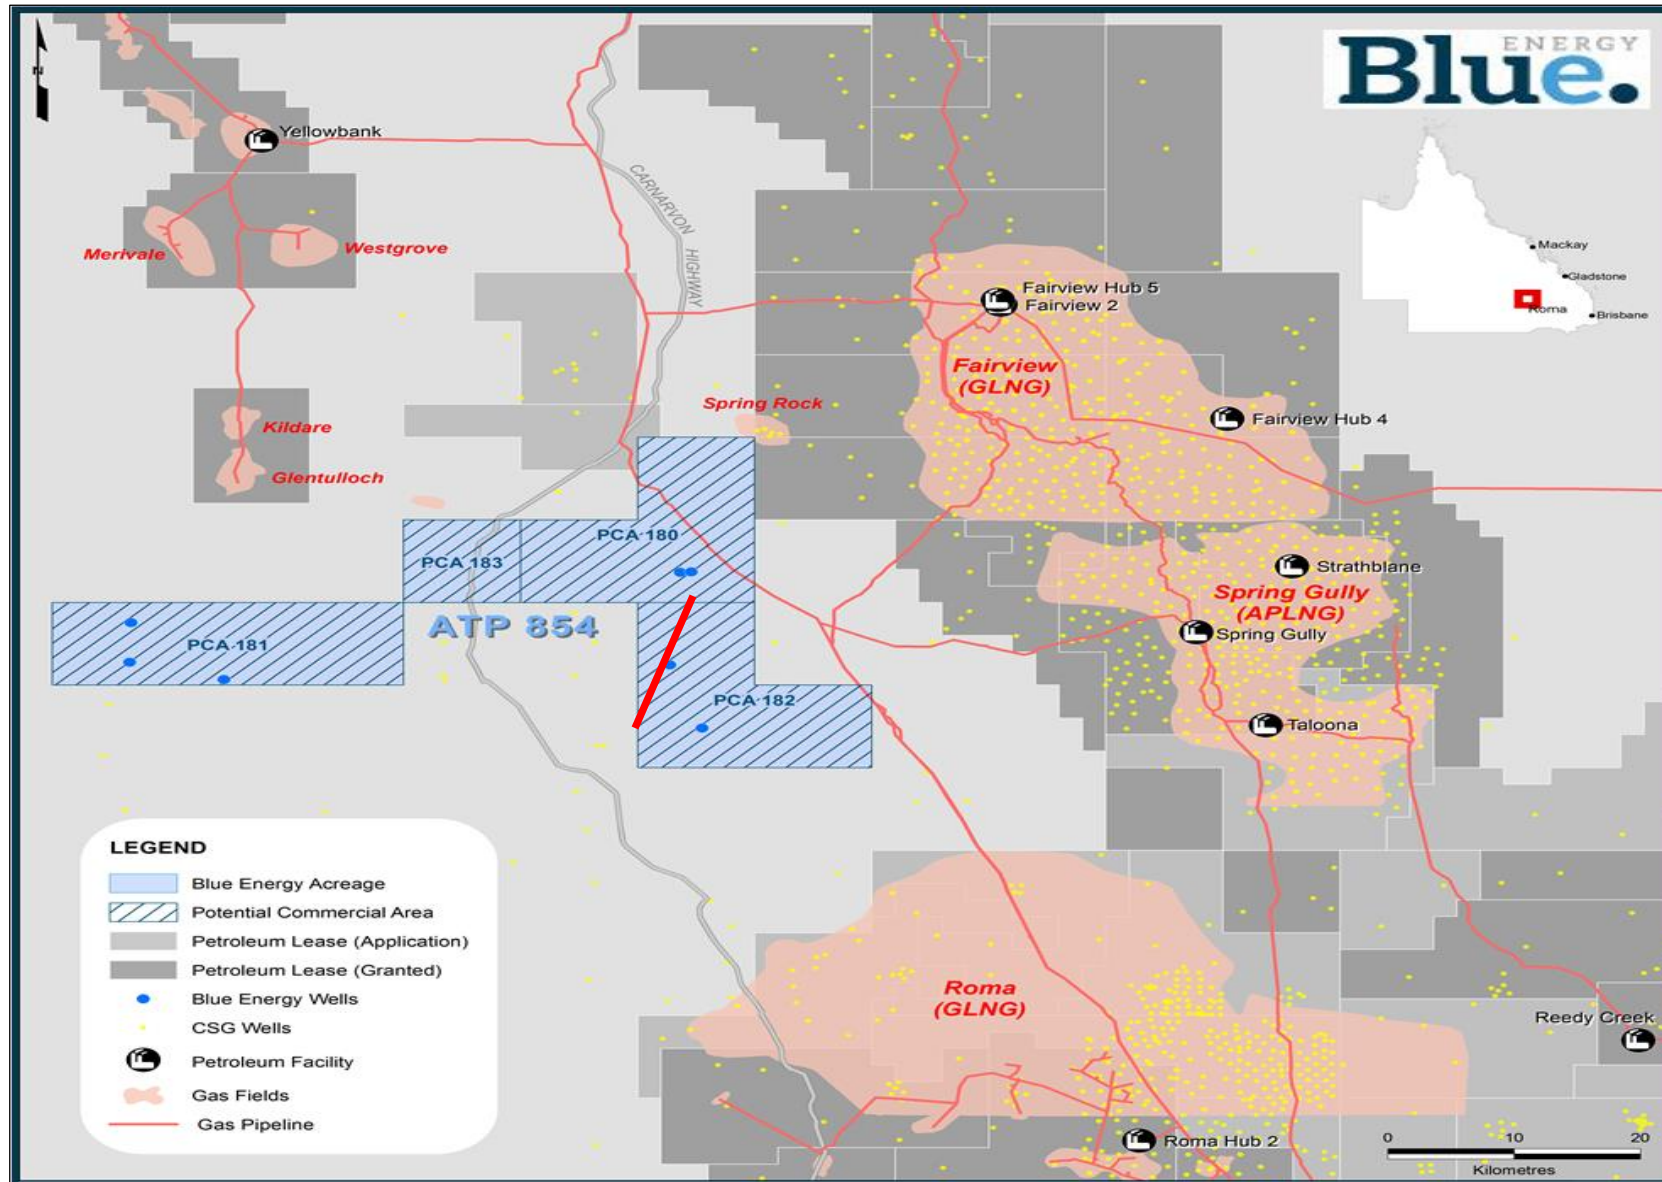 N
ENERGY
Blue.
Yellowbank
CARNARVON HIGHWAY
Merivale
Westgrove
Mackay
Gladstone
Roma
Brisbane
Fairview Hub 5
Fairview 2
Fairview
(GLNG)
Spring Rock
Fairview Hub 4
Kildare
Glentulloch
PCA 180
PCA 183
Strathblane
Spring Gully
(APLNG)
ATP 854
Spring Gully
PCA 181
PCA 182
Taloona
LEGEND
Blue Energy Acreage
Potential Commercial Area
Petroleum Lease (Application)
Petroleum Lease (Granted)
Blue Energy Wells
CSG Wells
Petroleum Facility
Gas Fields
Gas Pipeline
Roma
(GLNG)
Reedy Creek
Roma Hub 2
0 10 20
Kilometres